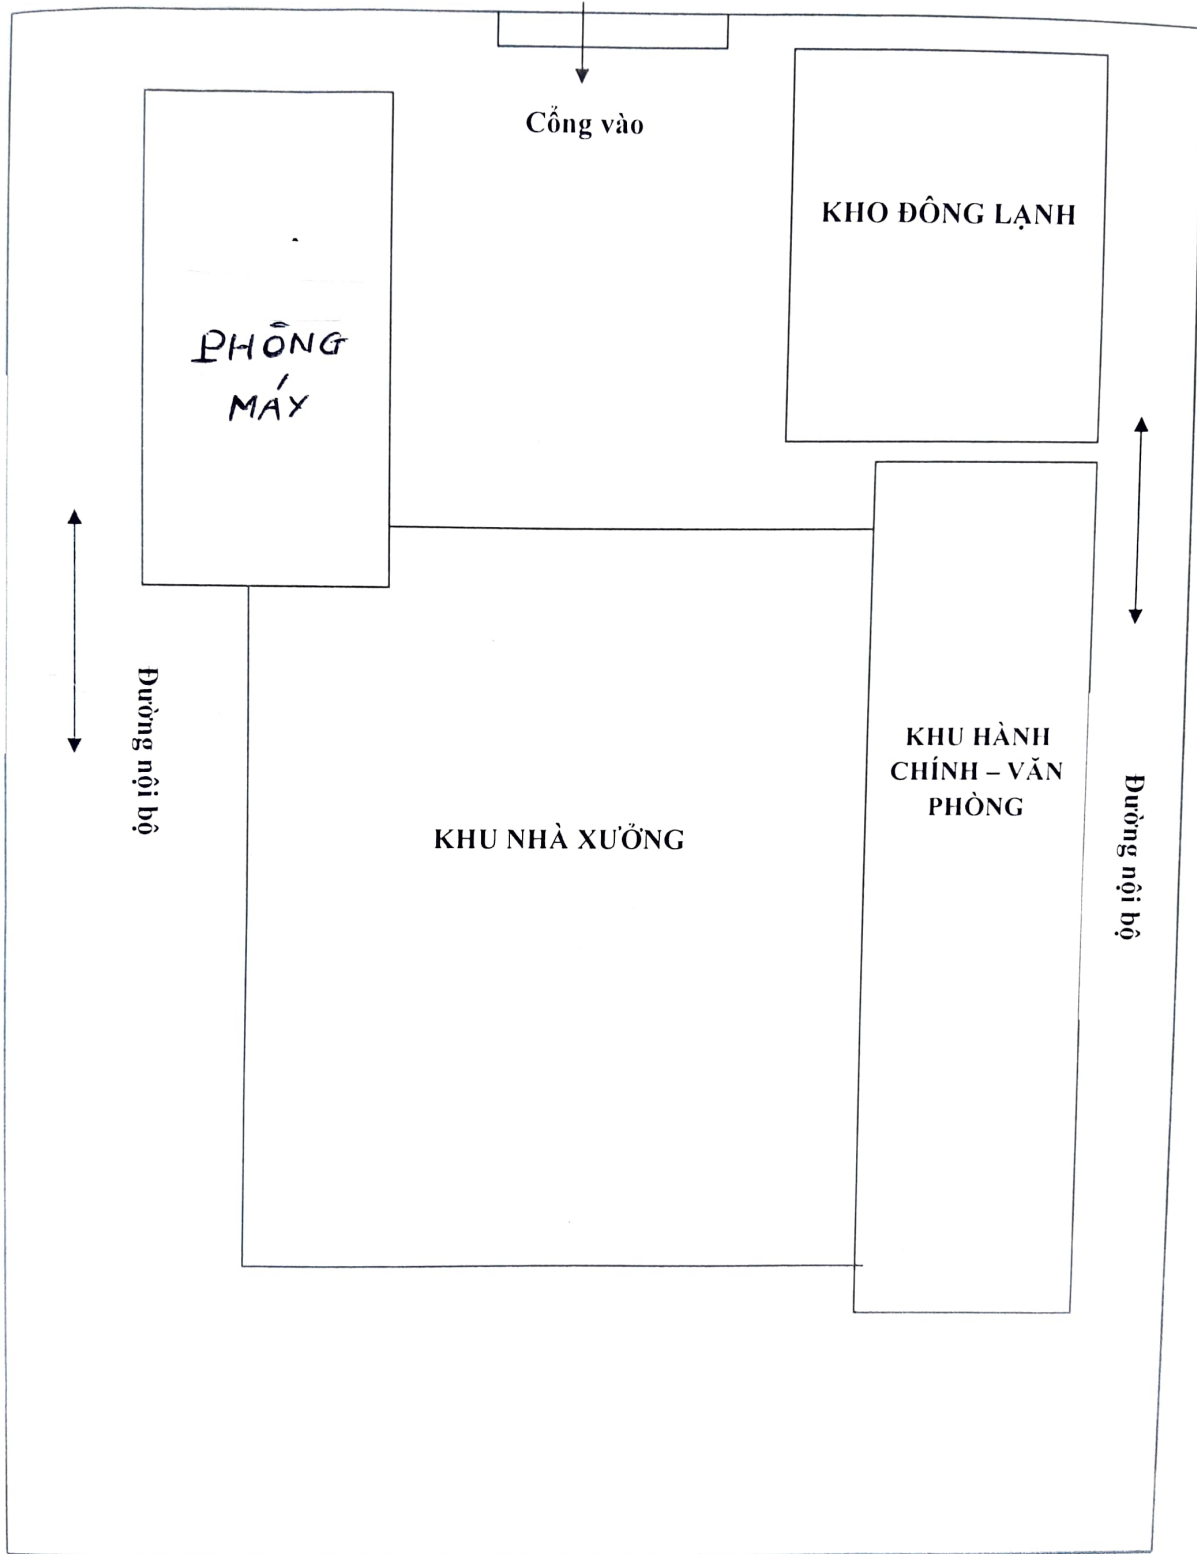 Cổng vào
KHO ĐÔNG LẠNH
PHÒNG
MÁY
Đường nội bộ
KHU HÀNH
CHÍNH – VĂN
PHÒNG
KHU NHÀ XƯỞNG
Đường nội bộ